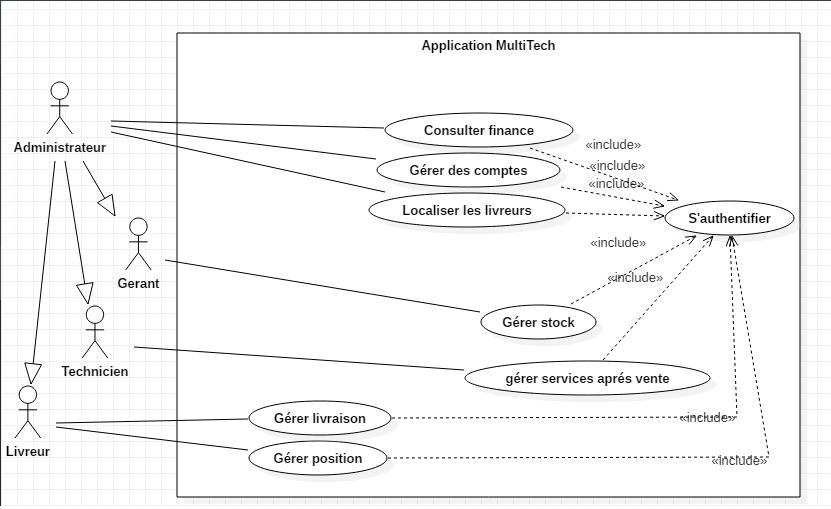 Application MultiTech
Administrateur
Consulter finance
«include»
Gérer des comptes
«include»
«include»
Localiser les livreurs
S'authentifier
«include»
Gerant
«include»
Gérer stock
Technicien
gérer services aprés vente
Livreur
Gérer livraison
«include»
Gérer position
«include»